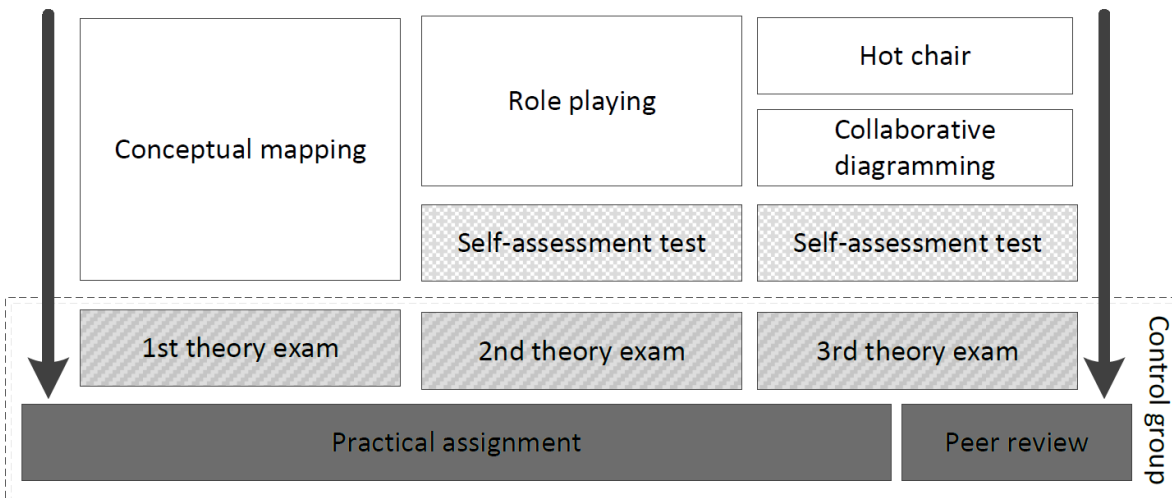 Conceptual mapping
Role playing
Hot chair
Collaborative
diagramming
Self-assessment test
Self-assessment test
1st theory exam
2nd theory exam
3rd theory exam
Practical assignment
Peer review
Control group